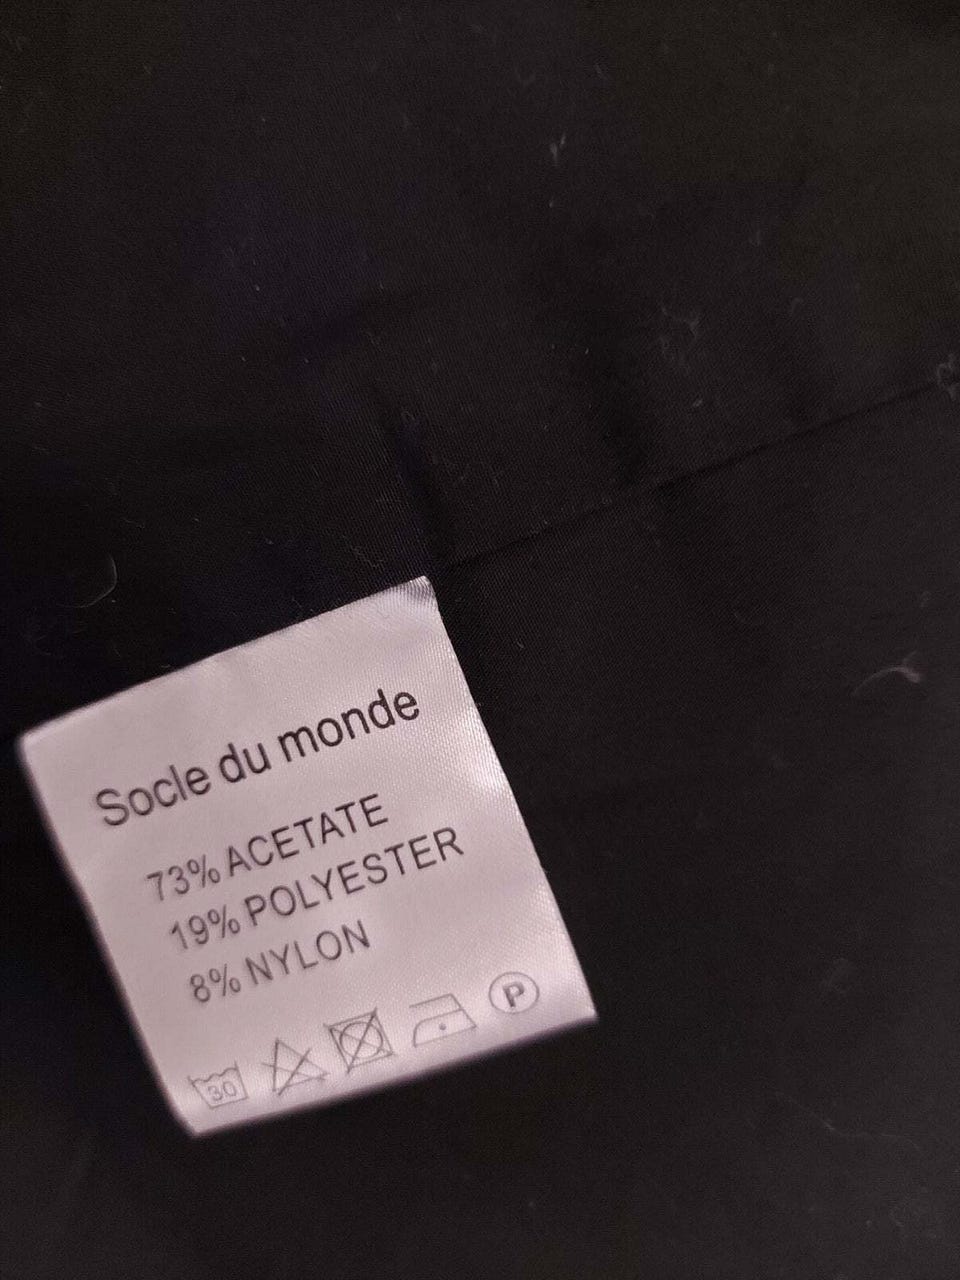 Socle du monde
73% ACETATE
19% POLYESTER
8% NYLON
30 P